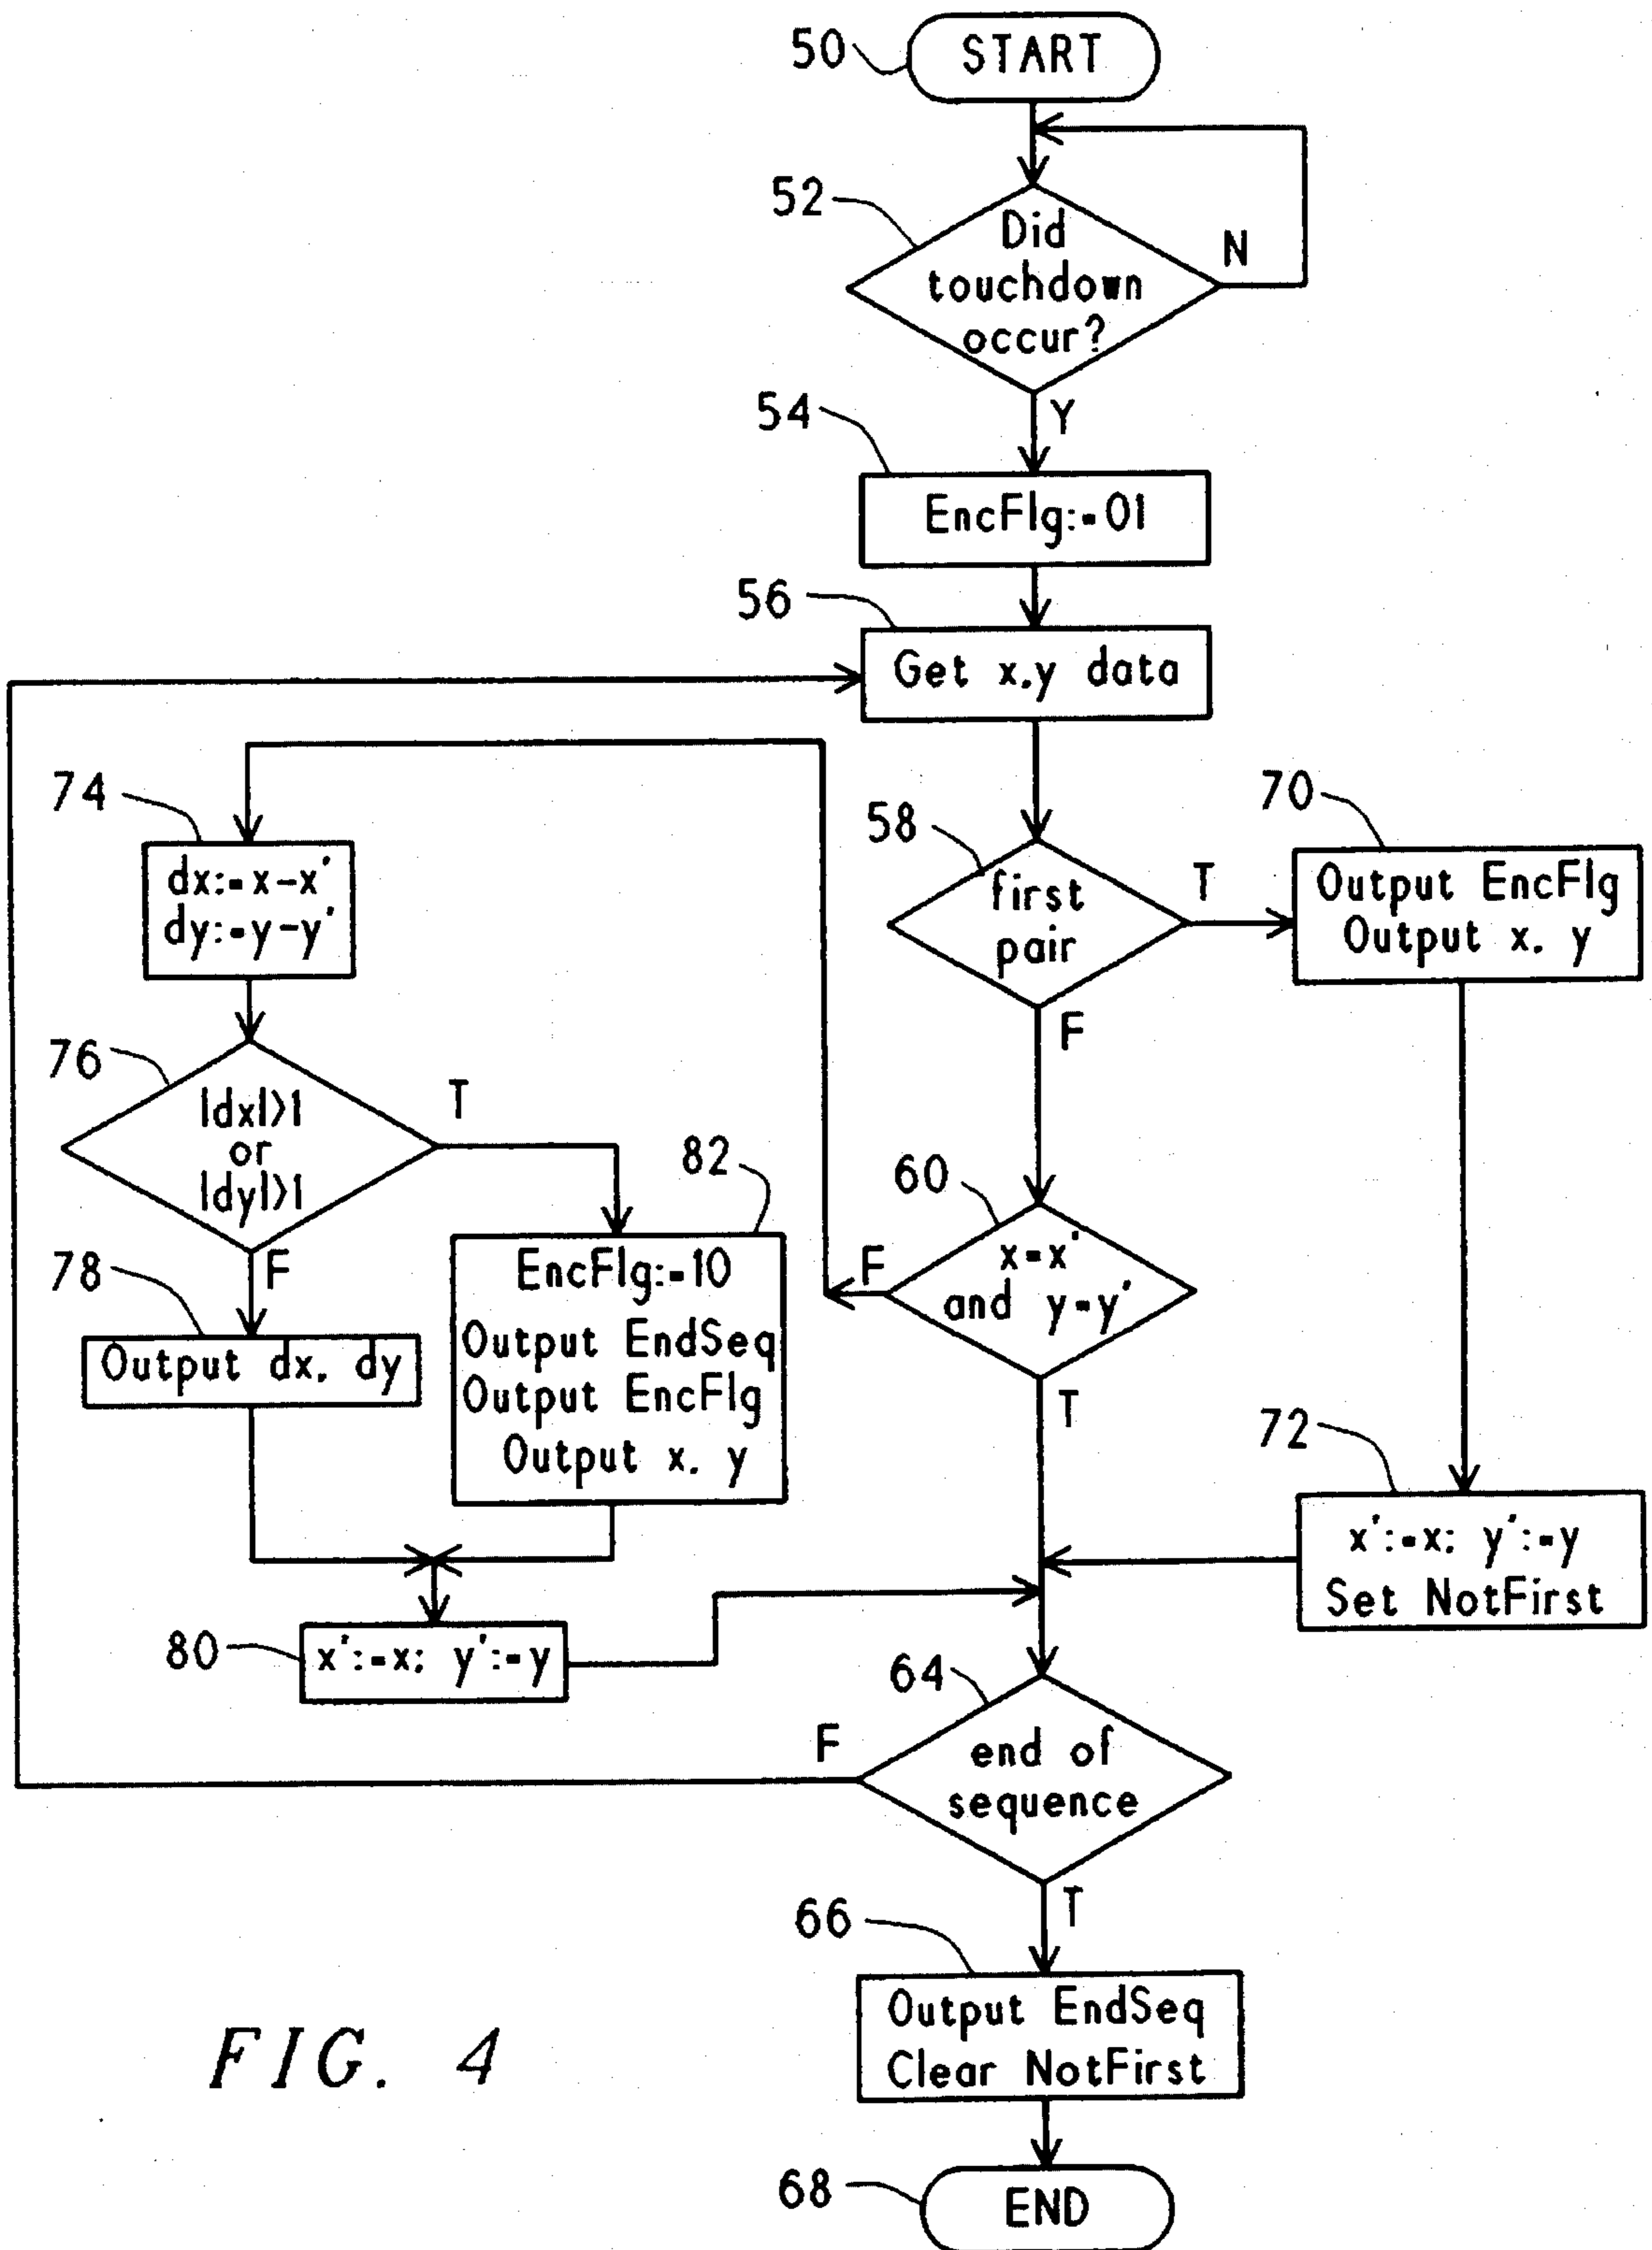 50
START
52
Did
touchdown
occur?
N
Y
54
EncFlg:=01
56
Get x,y data
58
first
pair
T
F
70
Output EncFlg
Output x, y
74
dx:=x-x'
dy:=y-y'
76
|dx|>1
or
|dy|>1
T
F
82
EncFlg:=10
Output EndSeq
Output EncFlg
Output x, y
78
Output dx, dy
60
x=x'
and y=y'
F
T
72
x':=x; y':=y
Set NotFirst
80
x':=x; y':=y
64
end of
sequence
F
T
66
Output EndSeq
Clear NotFirst
68
END
FIG. 4